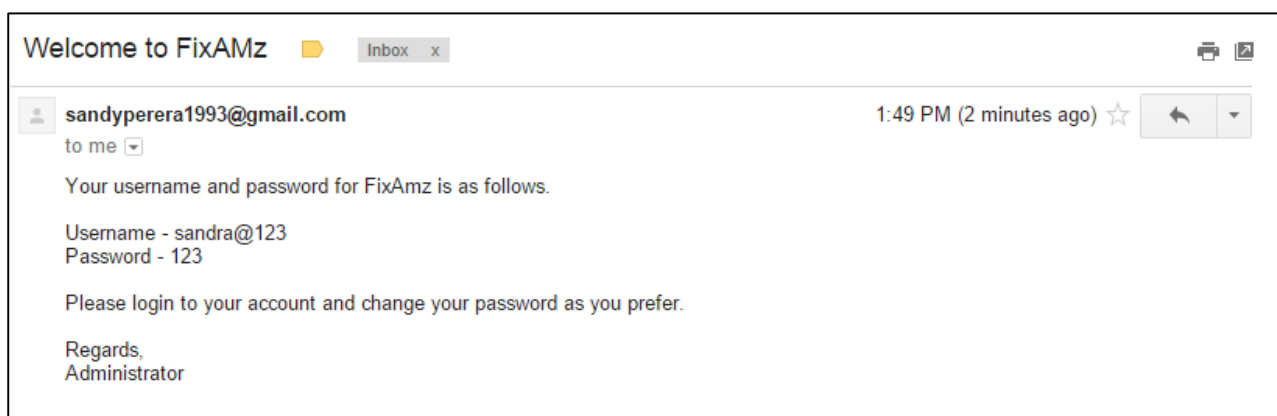 Welcome to FixAMz
Inbox x
sandyperera1993@gmail.com
1:49 PM (2 minutes ago)
to me
Your username and password for FixAmz is as follows.
Username - sandra@123
Password - 123
Please login to your account and change your password as you prefer.
Regards,
Administrator